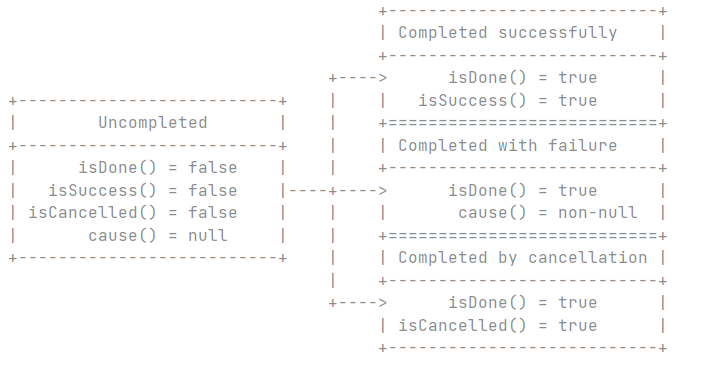 +---------------------------+
                                     | Completed successfully    |
                                     +---------------------------+
                                +---->      isDone() = true      |
+--------------------------+    |    |   isSuccess() = true      |
|        Uncompleted       |    |    +===========================+
+--------------------------+    |    | Completed with failure    |
|      isDone() = false    |    |    +---------------------------+
|   isSuccess() = false    |----+---->      isDone() = true      |
| isCancelled() = false    |    |    |       cause() = non-null  |
|       cause() = null     |    |    +===========================+
+--------------------------+    |    | Completed by cancellation |
                                |    +---------------------------+
                                +---->      isDone() = true      |
                                     | isCancelled() = true      |
                                     +---------------------------+